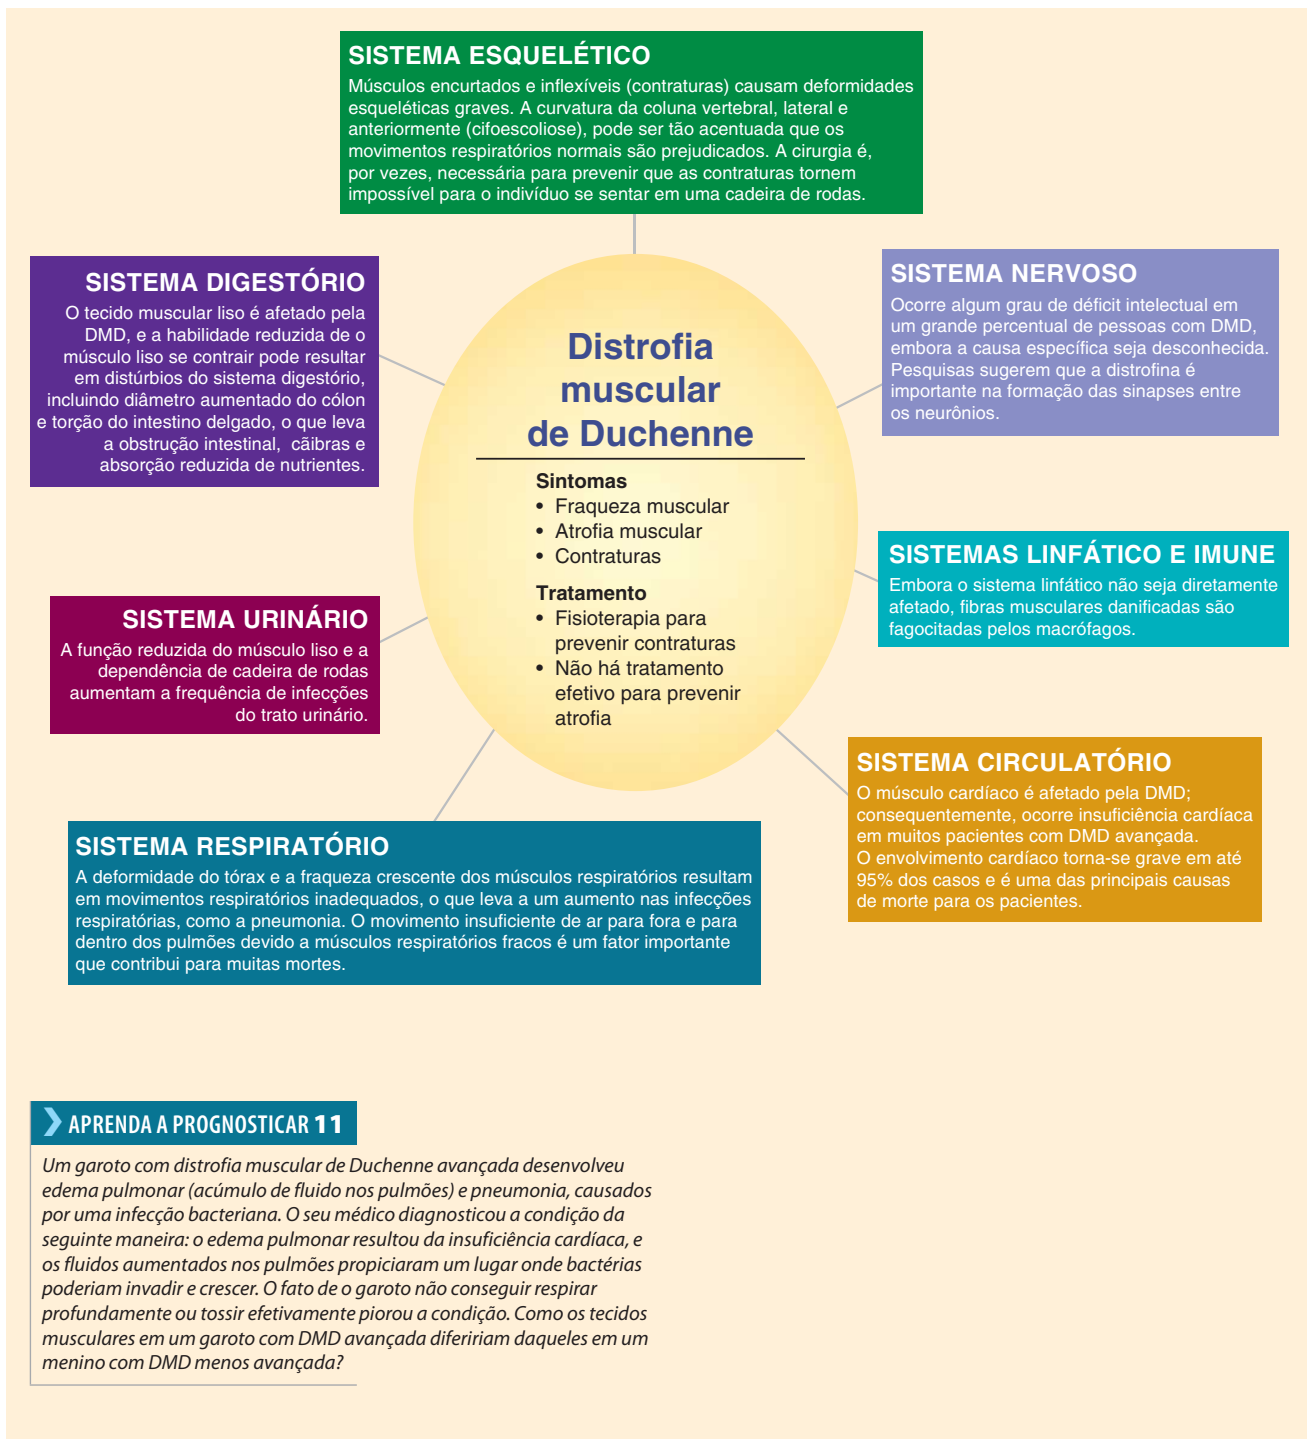 SISTEMA ESQUELÉTICO
Músculos encurtados e inflexíveis (contraturas) causam deformidades
esqueléticas graves. A curvatura da coluna vertebral, lateral e
anteriormente (cifoescoliose), pode ser tão acentuada que os
movimentos respiratórios normais são prejudicados. A cirurgia é,
por vezes, necessária para prevenir que as contraturas tornem
impossível para o indivíduo se sentar em uma cadeira de rodas.
SISTEMA DIGESTÓRIO
O tecido muscular liso é afetado pela
DMD, e a habilidade reduzida de o
músculo liso se contrair pode resultar
em distúrbios do sistema digestório,
incluindo diâmetro aumentado do cólon
e torção do intestino delgado, o que leva
a obstrução intestinal, cãibras e
absorção reduzida de nutrientes.
SISTEMA NERVOSO
Ocorre algum grau de déficit intelectual em
um grande percentual de pessoas com DMD,
embora a causa específica seja desconhecida.
Pesquisas sugerem que a distrofina é
importante na formação das sinapses entre
os neurônios.
Distrofia
muscular
de Duchenne
Sintomas
• Fraqueza muscular
• Atrofia muscular
• Contraturas
Tratamento
• Fisioterapia para
prevenir contraturas
• Não há tratamento
efetivo para prevenir
atrofia
SISTEMAS LINFÁTICO E IMUNE
Embora o sistema linfático não seja diretamente
afetado, fibras musculares danificadas são
fagocitadas pelos macrófagos.
SISTEMA URINÁRIO
A função reduzida do músculo liso e a
dependência de cadeira de rodas
aumentam a frequência de infecções
do trato urinário.
SISTEMA CIRCULATÓRIO
O músculo cardíaco é afetado pela DMD;
consequentemente, ocorre insuficiência cardíaca
em muitos pacientes com DMD avançada.
O envolvimento cardíaco torna-se grave em até
95% dos casos e é uma das principais causas
de morte para os pacientes.
SISTEMA RESPIRATÓRIO
A deformidade do tórax e a fraqueza crescente dos músculos respiratórios resultam
em movimentos respiratórios inadequados, o que leva a um aumento nas infecções
respiratórias, como a pneumonia. O movimento insuficiente de ar para fora e para
dentro dos pulmões devido a músculos respiratórios fracos é um fator importante
que contribui para muitas mortes.
APRENDA A PROGNOSTICAR 11
Um garoto com distrofia muscular de Duchenne avançada desenvolveu
edema pulmonar (acúmulo de fluido nos pulmões) e pneumonia, causados
por uma infecção bacteriana. O seu médico diagnosticou a condição da
seguinte maneira: o edema pulmonar resultou da insuficiência cardíaca, e
os fluidos aumentados nos pulmões propiciaram um lugar onde bactérias
poderiam invadir e crescer. O fato de o garoto não conseguir respirar
profundamente ou tossir efetivamente piorou a condição. Como os tecidos
musculares em um garoto com DMD avançada difeririam daqueles em um
menino com DMD menos avançada?